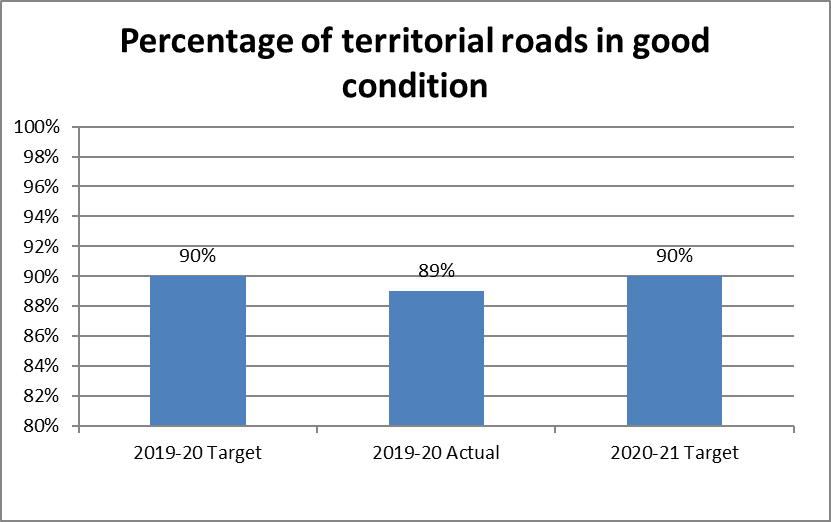 Percentage of territorial roads in good
condition
100%
98%
96%
94%
92%
90%
88%
86%
84%
82%
80%
90%
89%
90%
2019-20 Target
2019-20 Actual
2020-21 Target